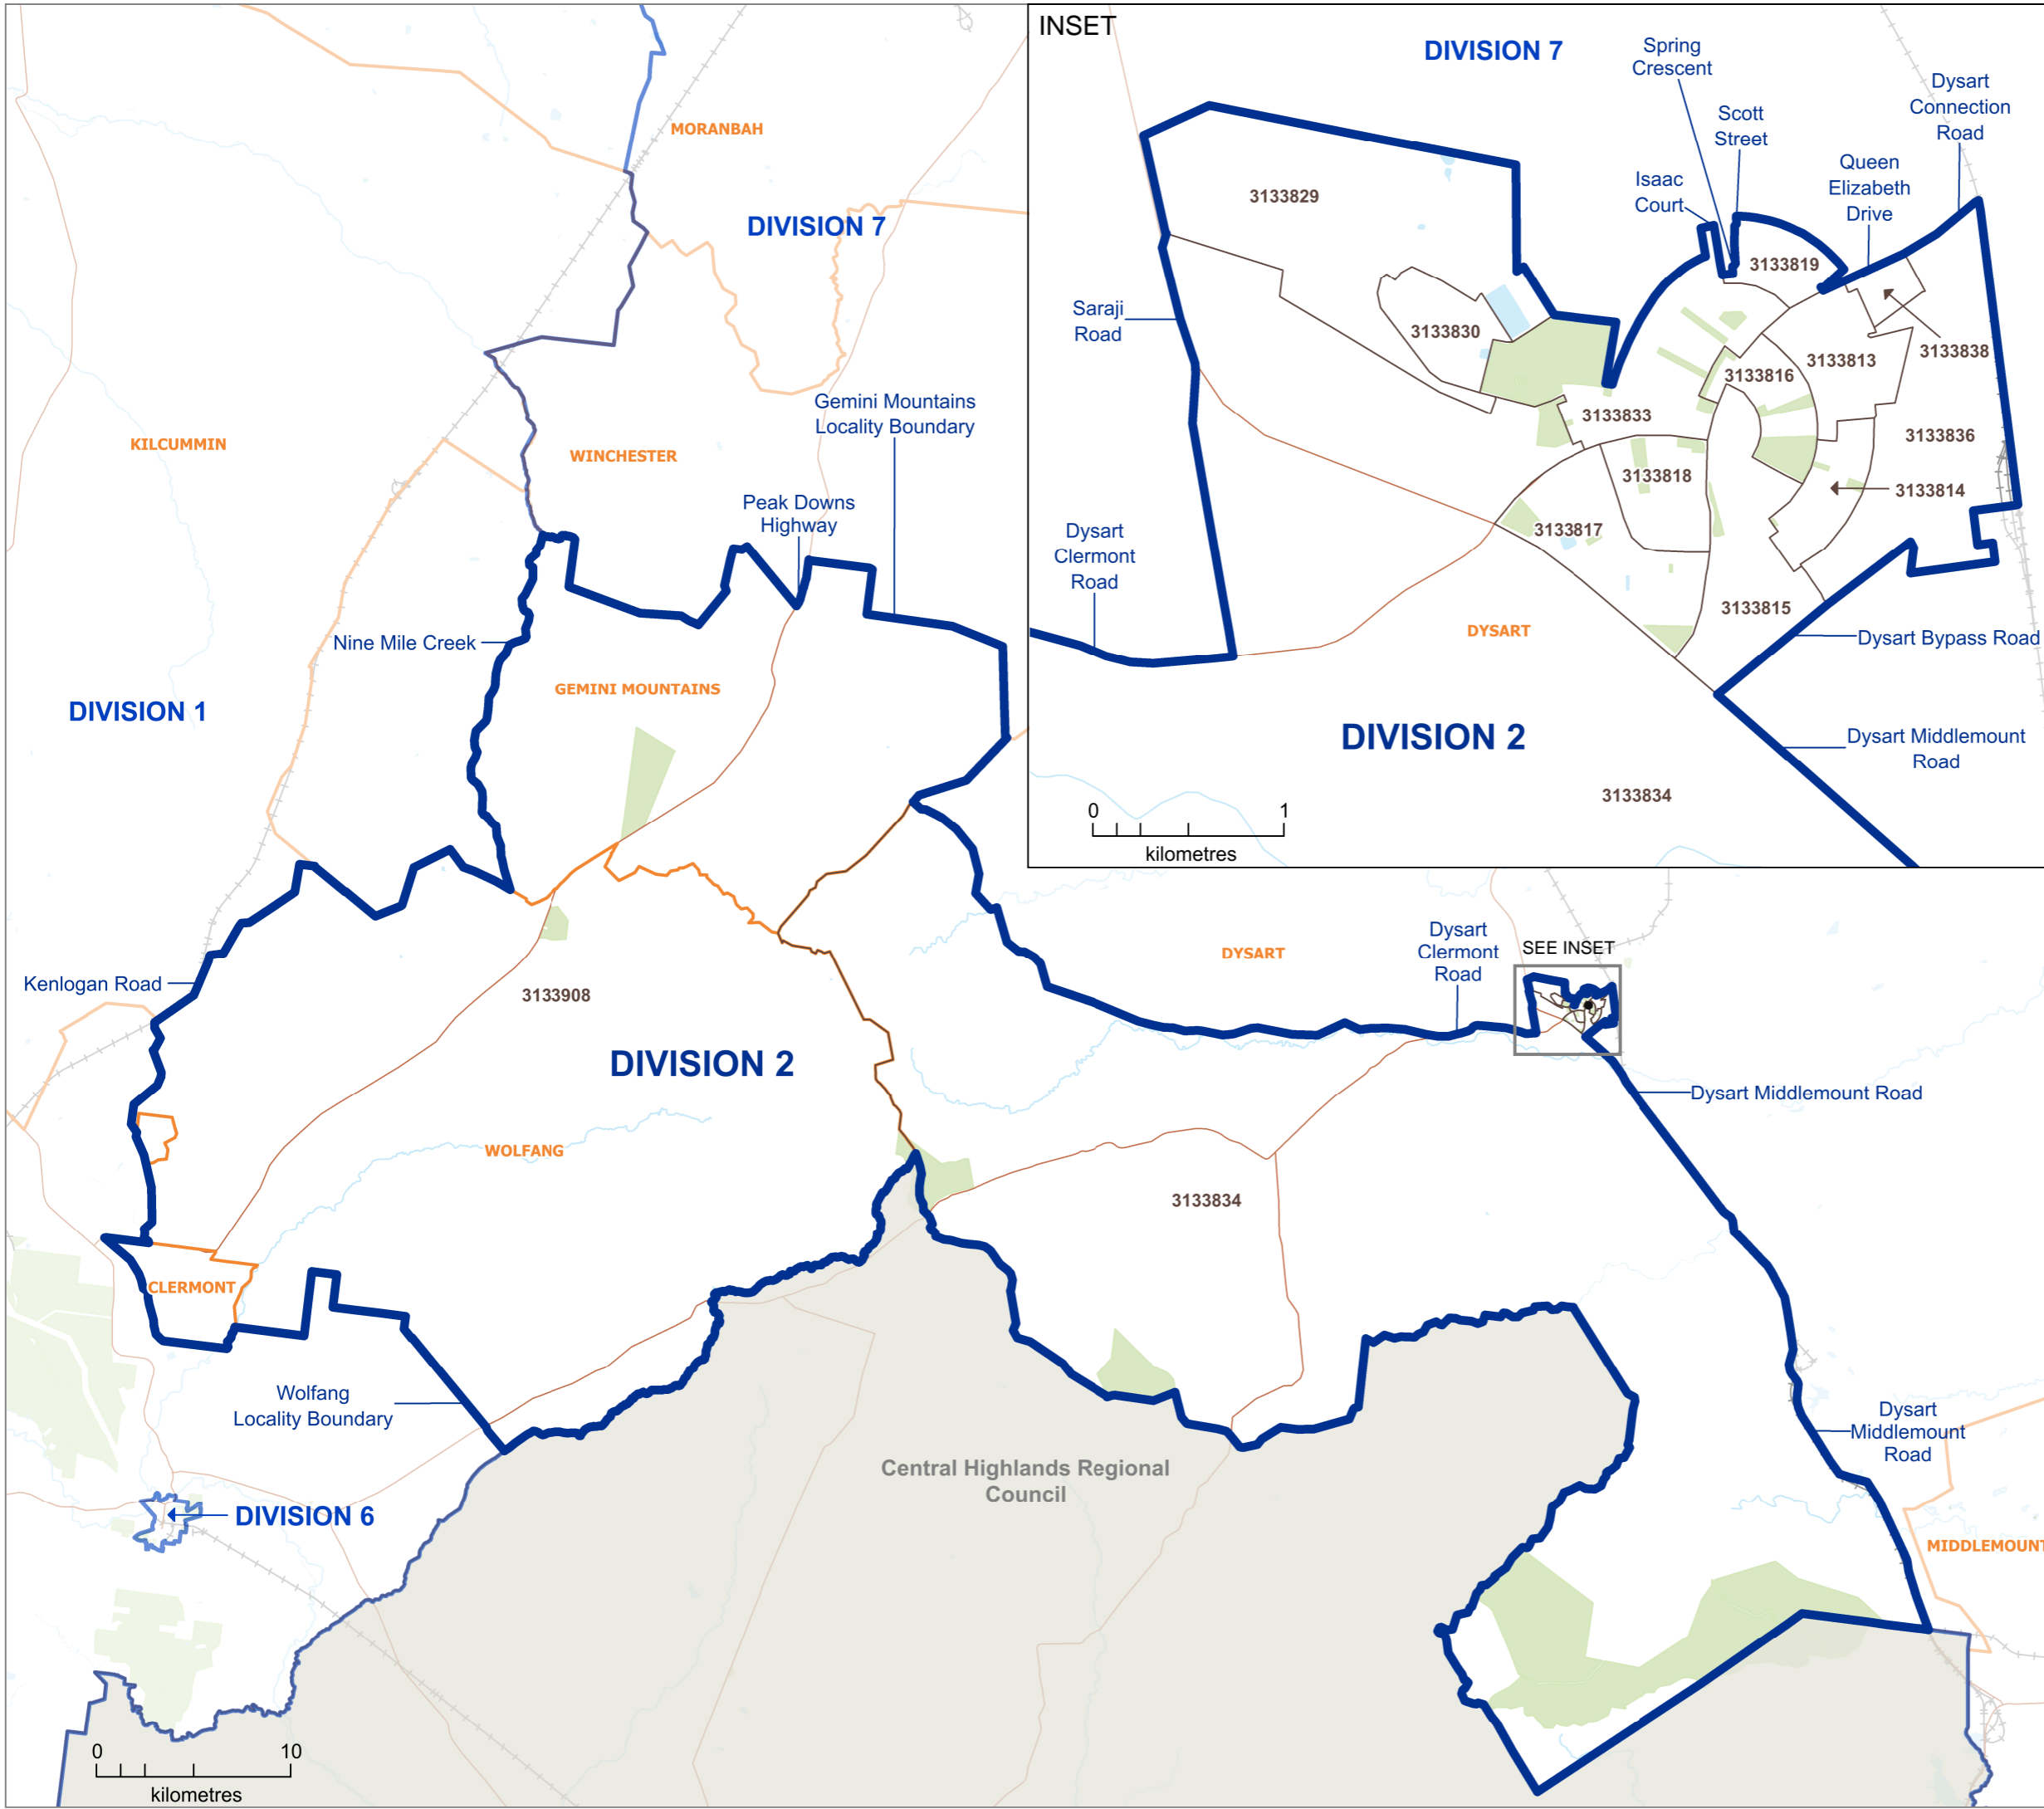 INSET
DIVISION 7
Spring
Crescent
Scott
Street
Dysart
Connection
Road
Queen
Elizabeth
Drive
Isaac
Court
3133829
3133819
Saraji
Road
3133830
3133838
3133813
3133816
3133833
3133836
3133818
3133814
3133817
Dysart
Clermont
Road
3133815
DYSART
Dysart Bypass Road
DIVISION 2
Dysart Middlemount
Road
3133834
0 1
kilometres
MORANBAH
DIVISION 7
Gemini Mountains
Locality Boundary
KILCUMMIN
WINCHESTER
Peak Downs
Highway
Nine Mile Creek
GEMINI MOUNTAINS
DIVISION 1
Dysart
Clermont
Road
SEE INSET
DYSART
Kenlogan Road
3133908
DIVISION 2
Dysart Middlemount Road
WOLFANG
3133834
CLERMONT
Wolfang
Locality Boundary
Dysart
Middlemount
Road
Central Highlands Regional
Council
DIVISION 6
MIDDLEMOUNT
0 10
kilometres